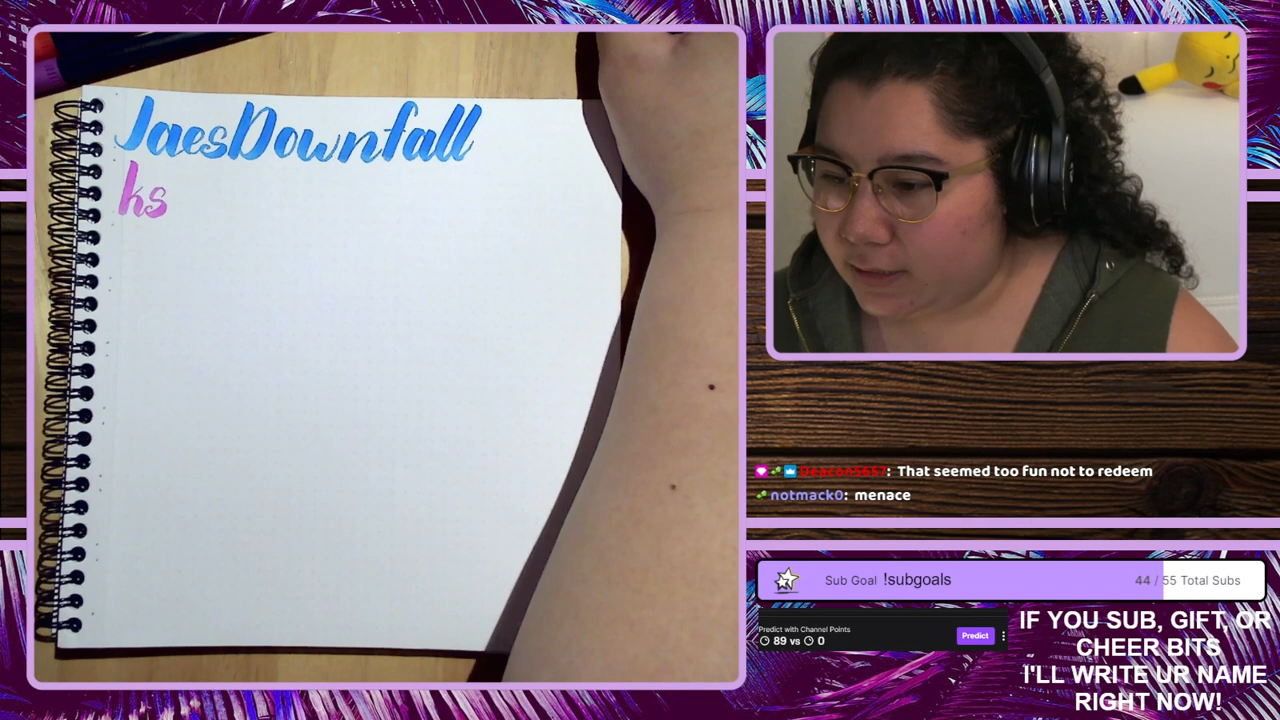 JaesDownfall
ks
Deacon5657: That seemed too fun not to redeem
notmack0: menace
Sub Goal !subgoals 44 / 55 Total Subs
Predict with Channel Points
89 vs 0
Predict
IF YOU SUB, GIFT, OR
CHEER BITS
I'LL WRITE UR NAME
RIGHT NOW!